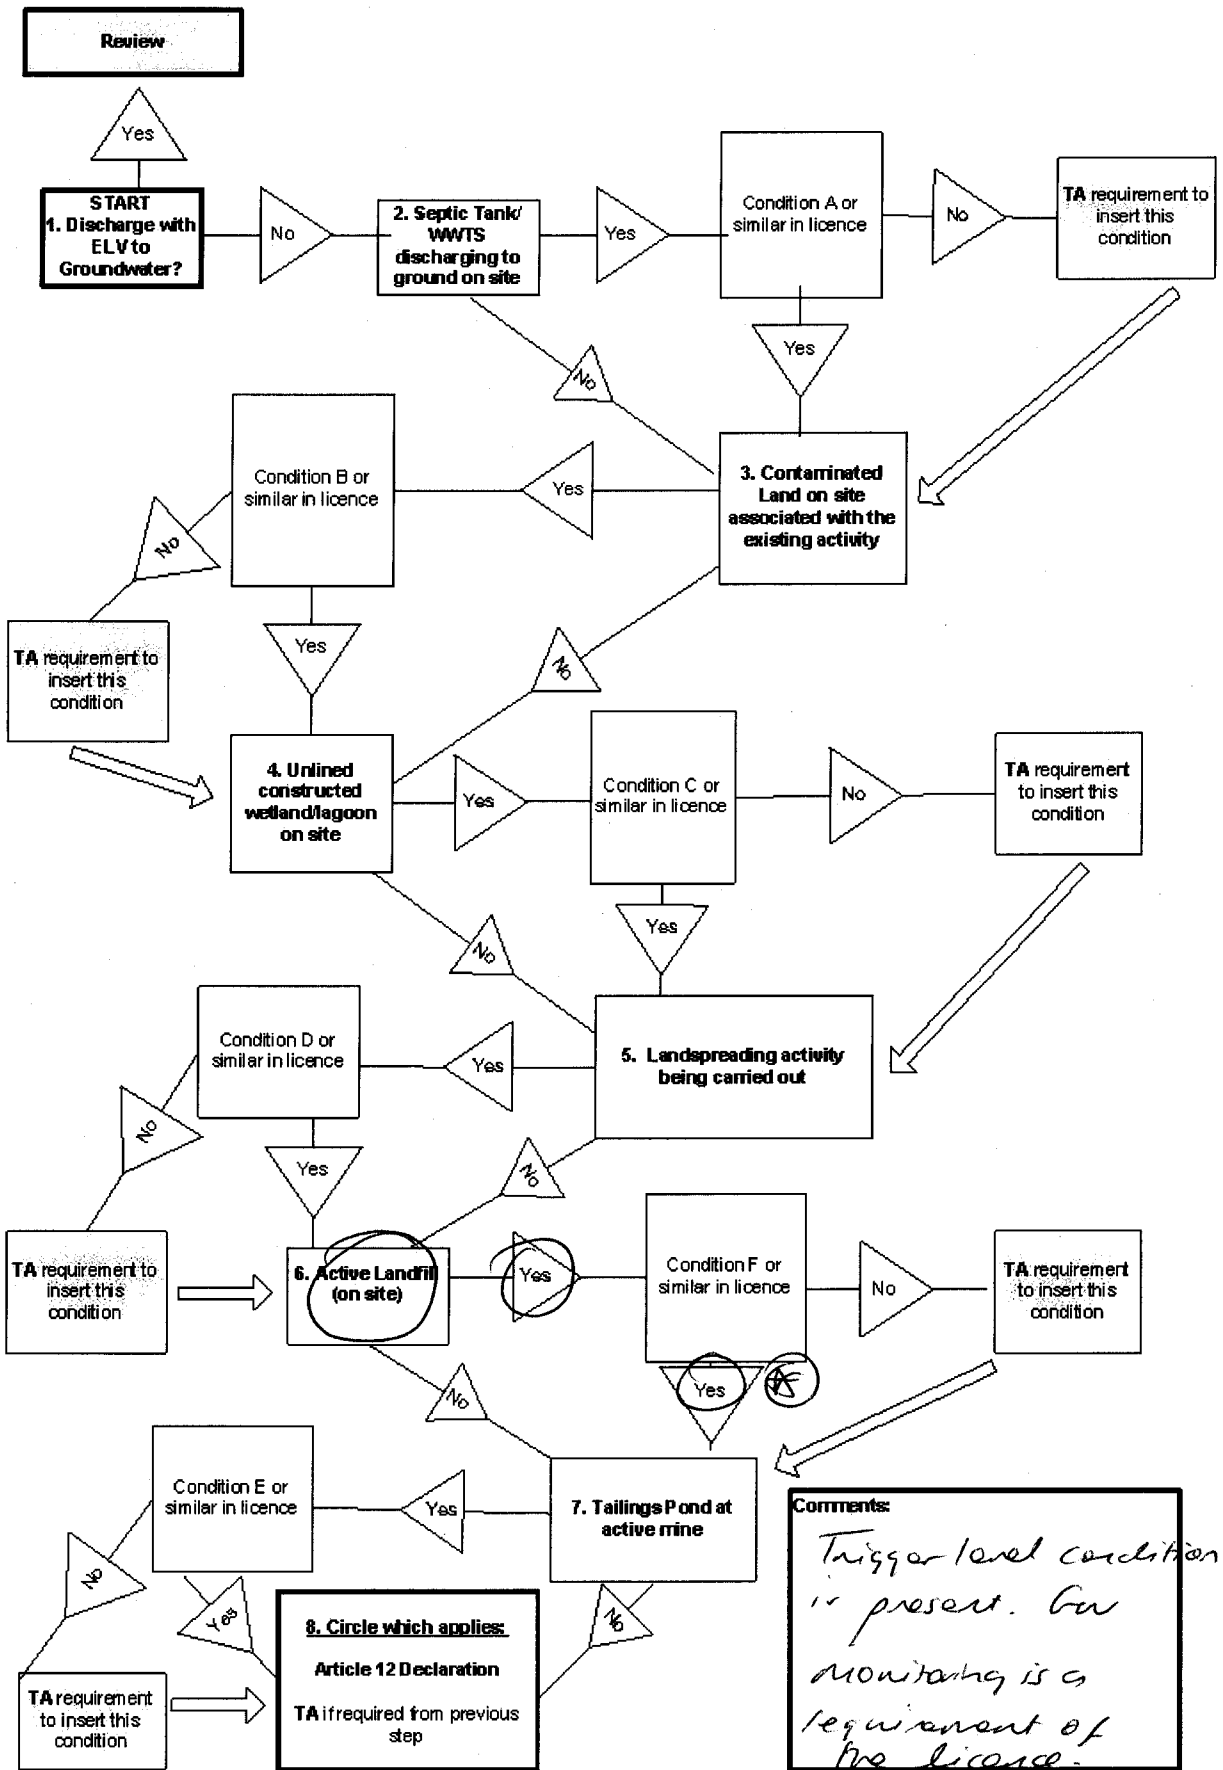 Review
Yes
START
1. Discharge with
ELV to
Groundwater?
No
2. Septic Tank/
WWTS
discharging to
ground on site
Yes
Condition A or
similar in licence
No
TA requirement to
insert this
condition
Yes
No
3. Contaminated
Land on site
associated with the
existing activity
Yes
Condition B or
similar in licence
No
TA requirement to
insert this
condition
Yes
No
4. Unlined
constructed
wetland/lagoon
on site
Yes
Condition C or
similar in licence
No
TA requirement
to insert this
condition
Yes
No
5. Landspreading activity
being carried out
Yes
Condition D or
similar in licence
No
TA requirement to
insert this
condition
Yes
No
6. Active Landfill
(on site)
Yes
Condition F or
similar in licence
No
TA requirement
to insert this
condition
Yes
No
7. Tailings Pond at
active mine
Yes
Condition E or
similar in licence
No
TA requirement
to insert this
condition
Yes
No
8. Circle which applies:
Article 12 Declaration
TA if required from previous
step
Comments:
Trigger level condition
is present. GW
monitoring is a
requirement of
the licence.